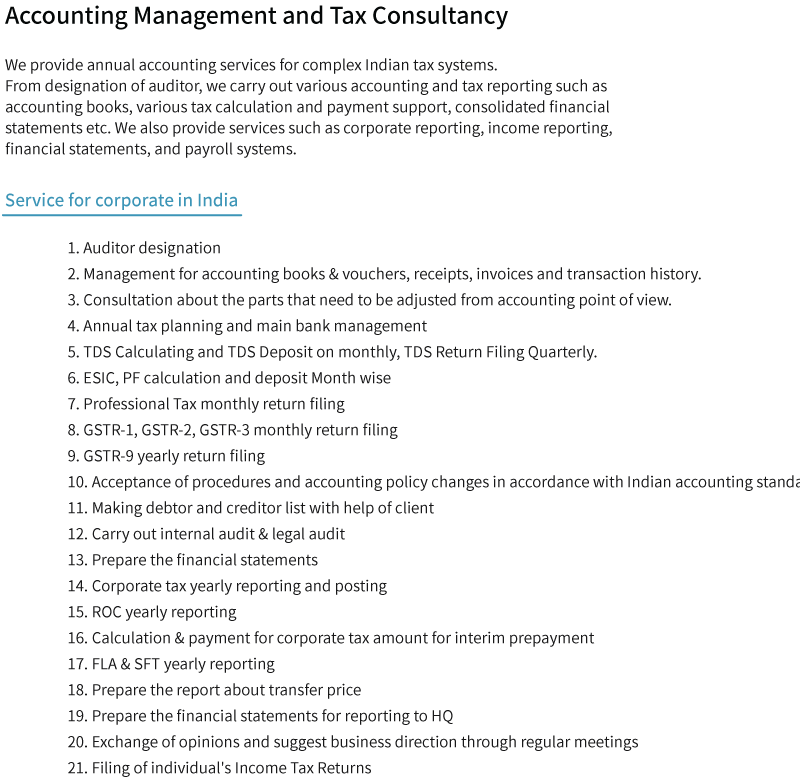 Accounting Management and Tax Consultancy
We provide annual accounting services for complex Indian tax systems.
From designation of auditor, we carry out various accounting and tax reporting such as
accounting books, various tax calculation and payment support, consolidated financial
statements etc. We also provide services such as corporate reporting, income reporting,
financial statements, and payroll systems.
Service for corporate in India
1. Auditor designation
2. Management for accounting books & vouchers, receipts, invoices and transaction history.
3. Consultation about the parts that need to be adjusted from accounting point of view.
4. Annual tax planning and main bank management
5. TDS Calculating and TDS Deposit on monthly, TDS Return Filing Quarterly.
6. ESIC, PF calculation and deposit Month wise
7. Professional Tax monthly return filing
8. GSTR-1, GSTR-2, GSTR-3 monthly return filing
9. GSTR-9 yearly return filing
10. Acceptance of procedures and accounting policy changes in accordance with Indian accounting
11. Making debtor and creditor list with help of client
12. Carry out internal audit & legal audit
13. Prepare the financial statements
14. Corporate tax yearly reporting and posting
15. ROC yearly reporting
16. Calculation & payment for corporate tax amount for interim prepayment
17. FLA & SFT yearly reporting
18. Prepare the report about transfer price
19. Prepare the financial statements for reporting to HQ
20. Exchange of opinions and suggest business direction through regular meetings
21. Filing of individual's Income Tax Returns